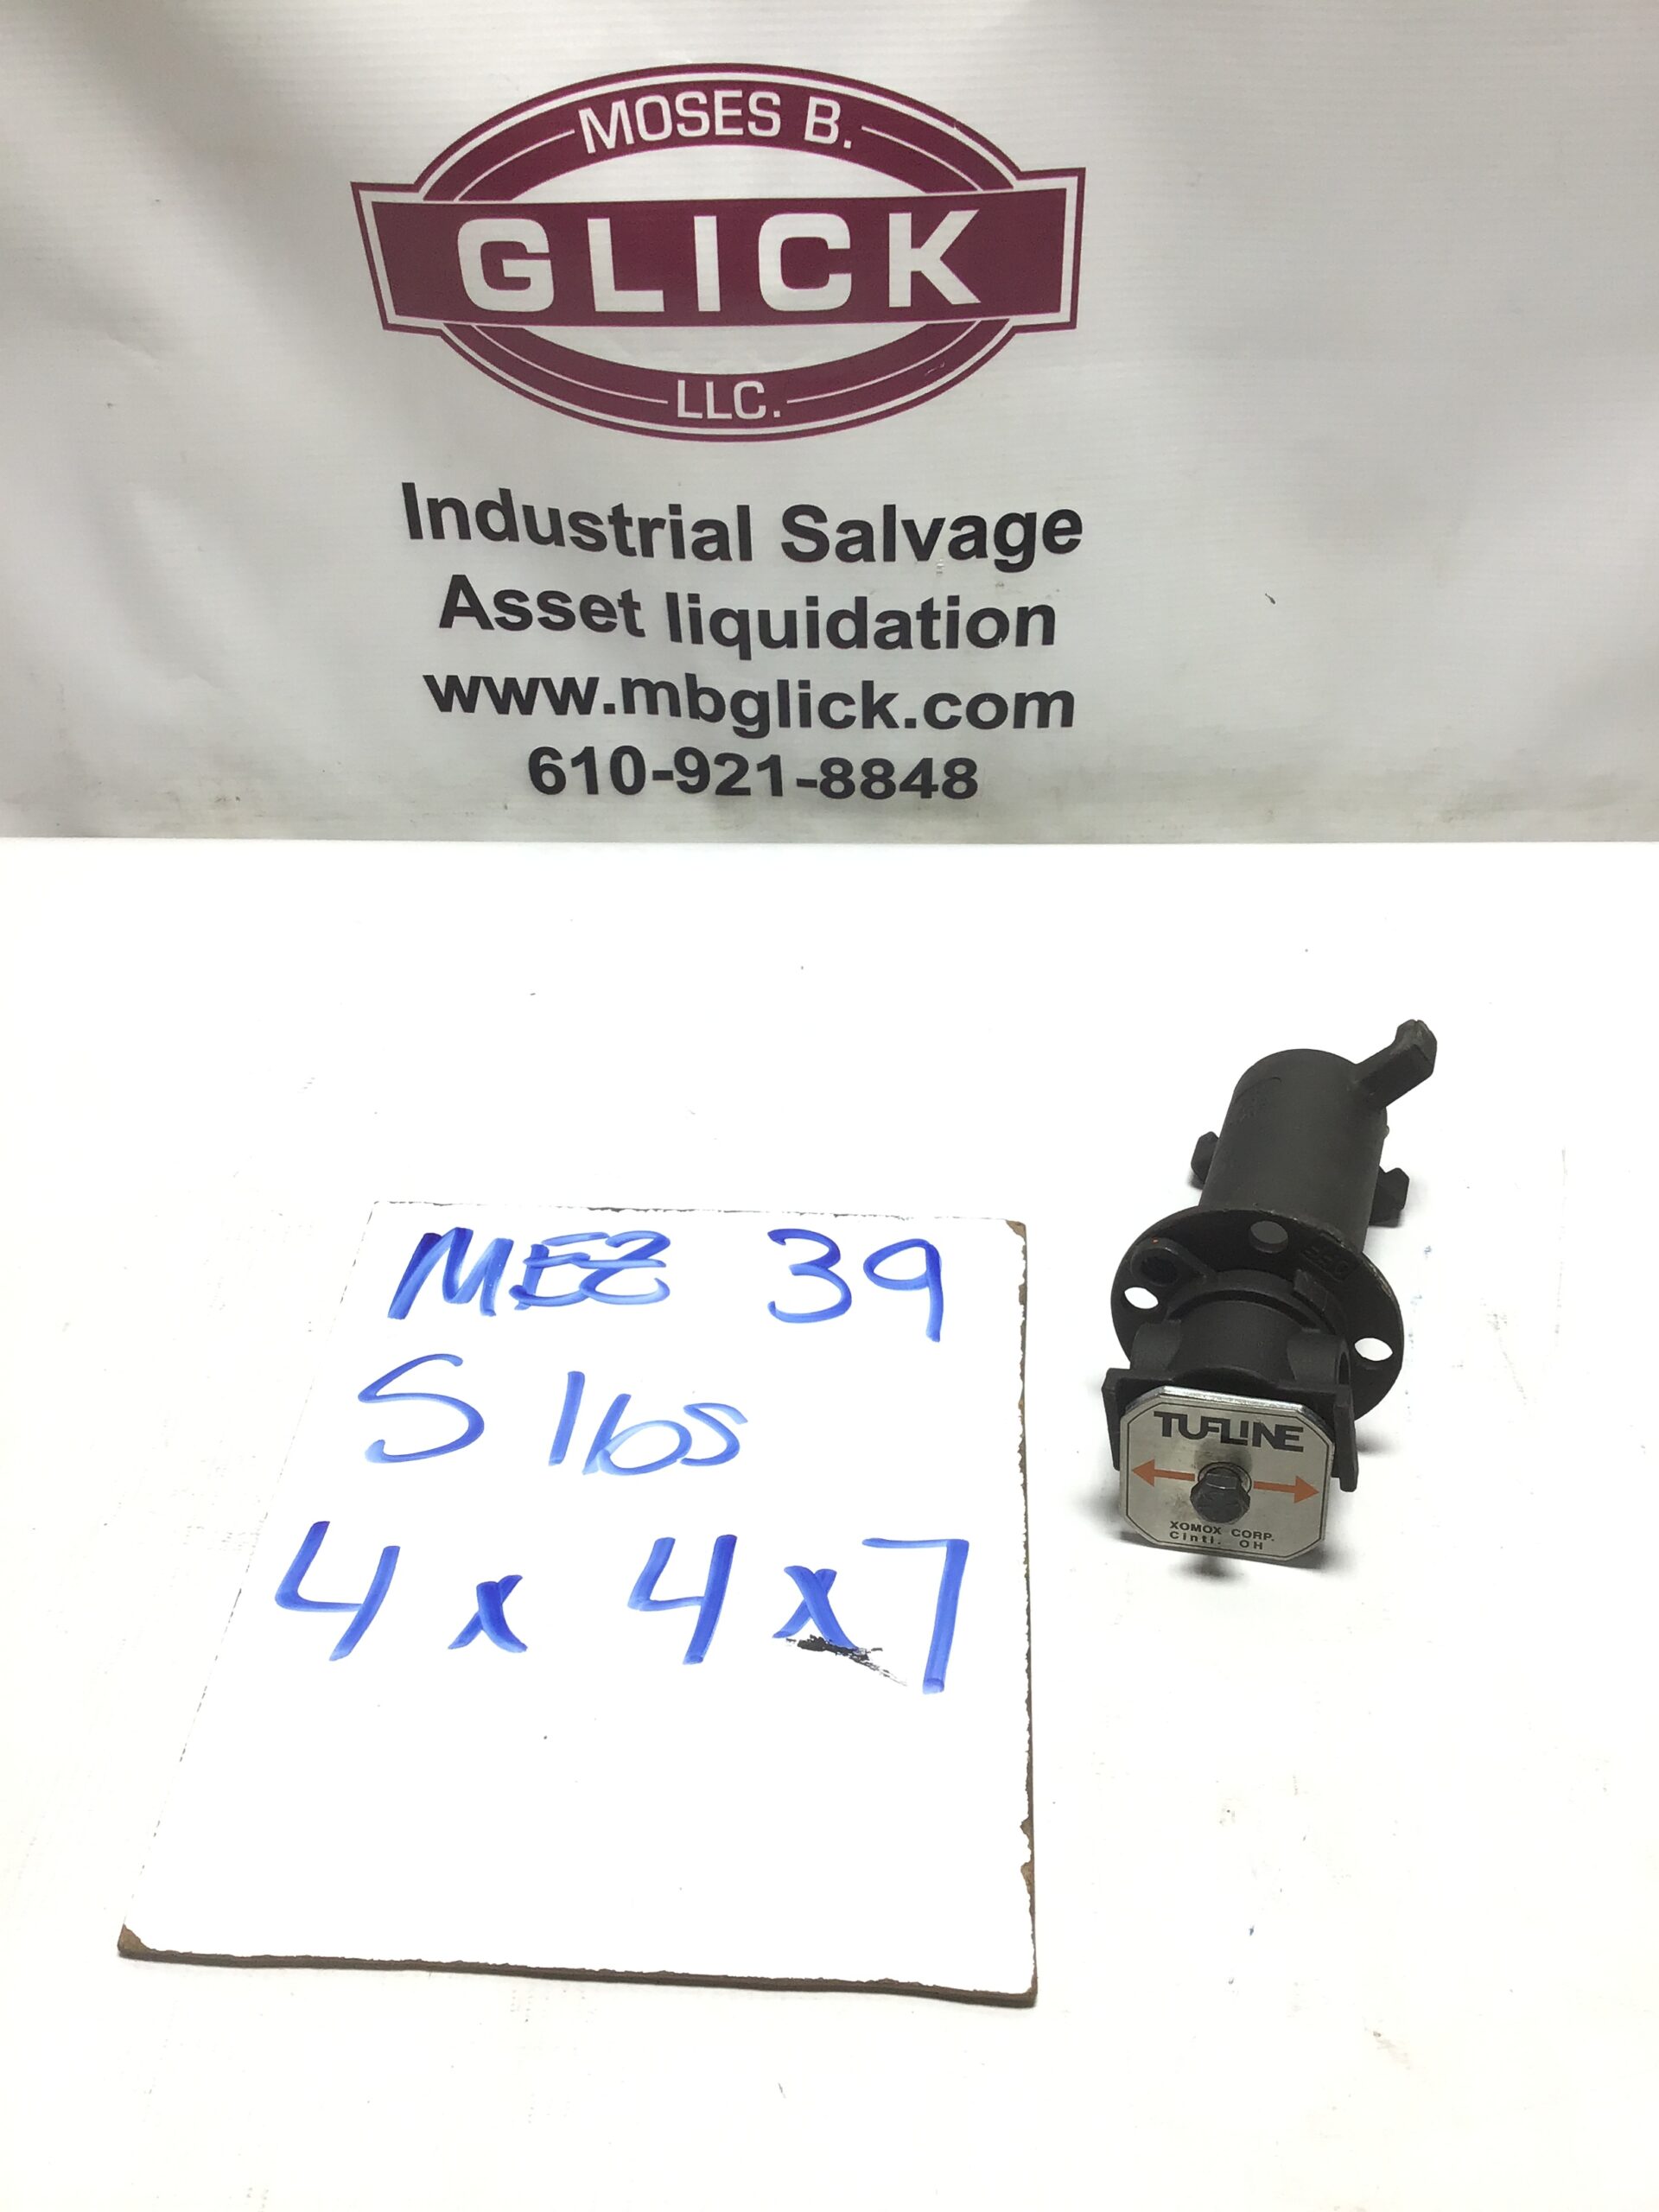 MOSES B.
GLICK
LLC.
Industrial Salvage
Asset liquidation
www.mbglick.com
610-921-8848
MEZ 39
5 lbs
4 x 4 x 7
TUFLINE
XOMOX CORP.
Cinti. OH